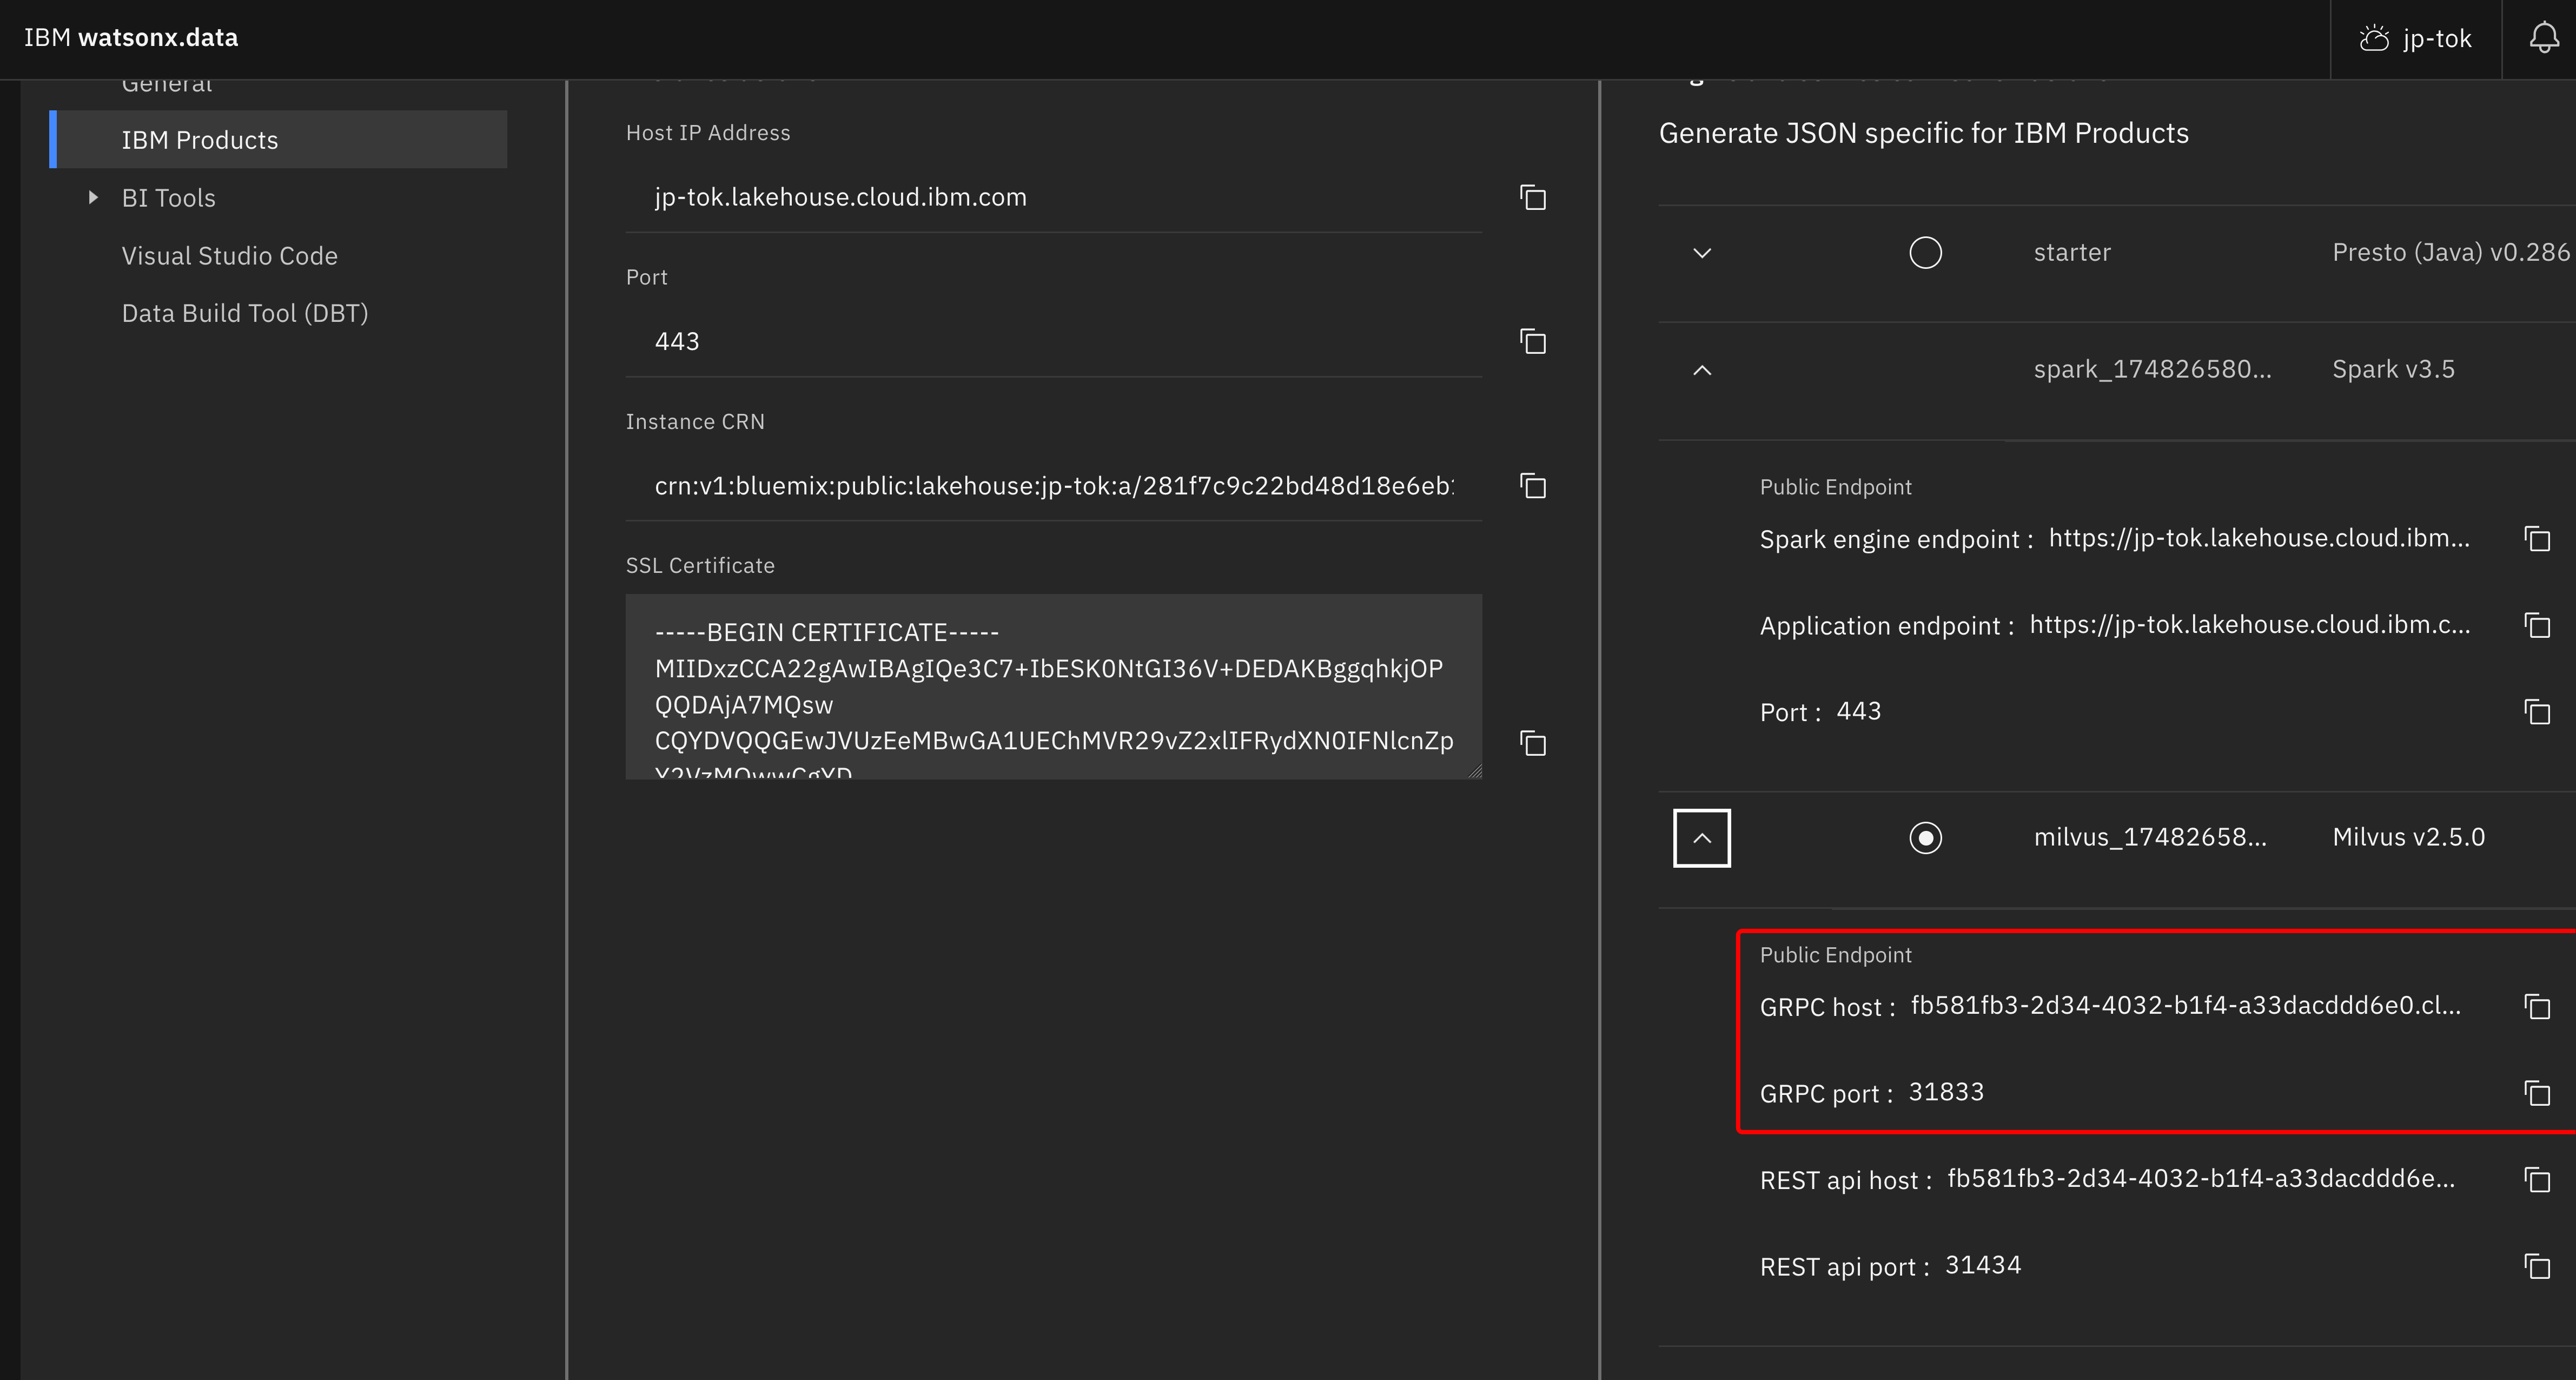 IBM watsonx.data
jp-tok
General
IBM Products
BI Tools
Visual Studio Code
Data Build Tool (DBT)
Host IP Address
jp-tok.lakehouse.cloud.ibm.com
Port
443
Instance CRN
crn:v1:bluemix:public:lakehouse:jp-tok:a/281f7c9c22bd48d18e6eb
SSL Certificate
-----BEGIN CERTIFICATE-----
MIIDxzCCA22gAwIBAgIQe3C7+IbESK0NtGI36V+DEDAKBggqhkjOP
QQDAjA7MQsw
CQYDVQQGEwJVUzEeMBwGA1UEChMVR29vZ2xlIFRydXN0IFNlcnZp
Y2VzMQwwCgYD
Generate JSON specific for IBM Products
starter Presto (Java) v0.286
spark_174826580... Spark v3.5
Public Endpoint
Spark engine endpoint : https://jp-tok.lakehouse.cloud.ibm...
Application endpoint : https://jp-tok.lakehouse.cloud.ibm.c...
Port : 443
milvus_17482658... Milvus v2.5.0
Public Endpoint
GRPC host : fb581fb3-2d34-4032-b1f4-a33dacddd6e0.cl...
GRPC port : 31833
REST api host : fb581fb3-2d34-4032-b1f4-a33dacddd6e...
REST api port : 31434